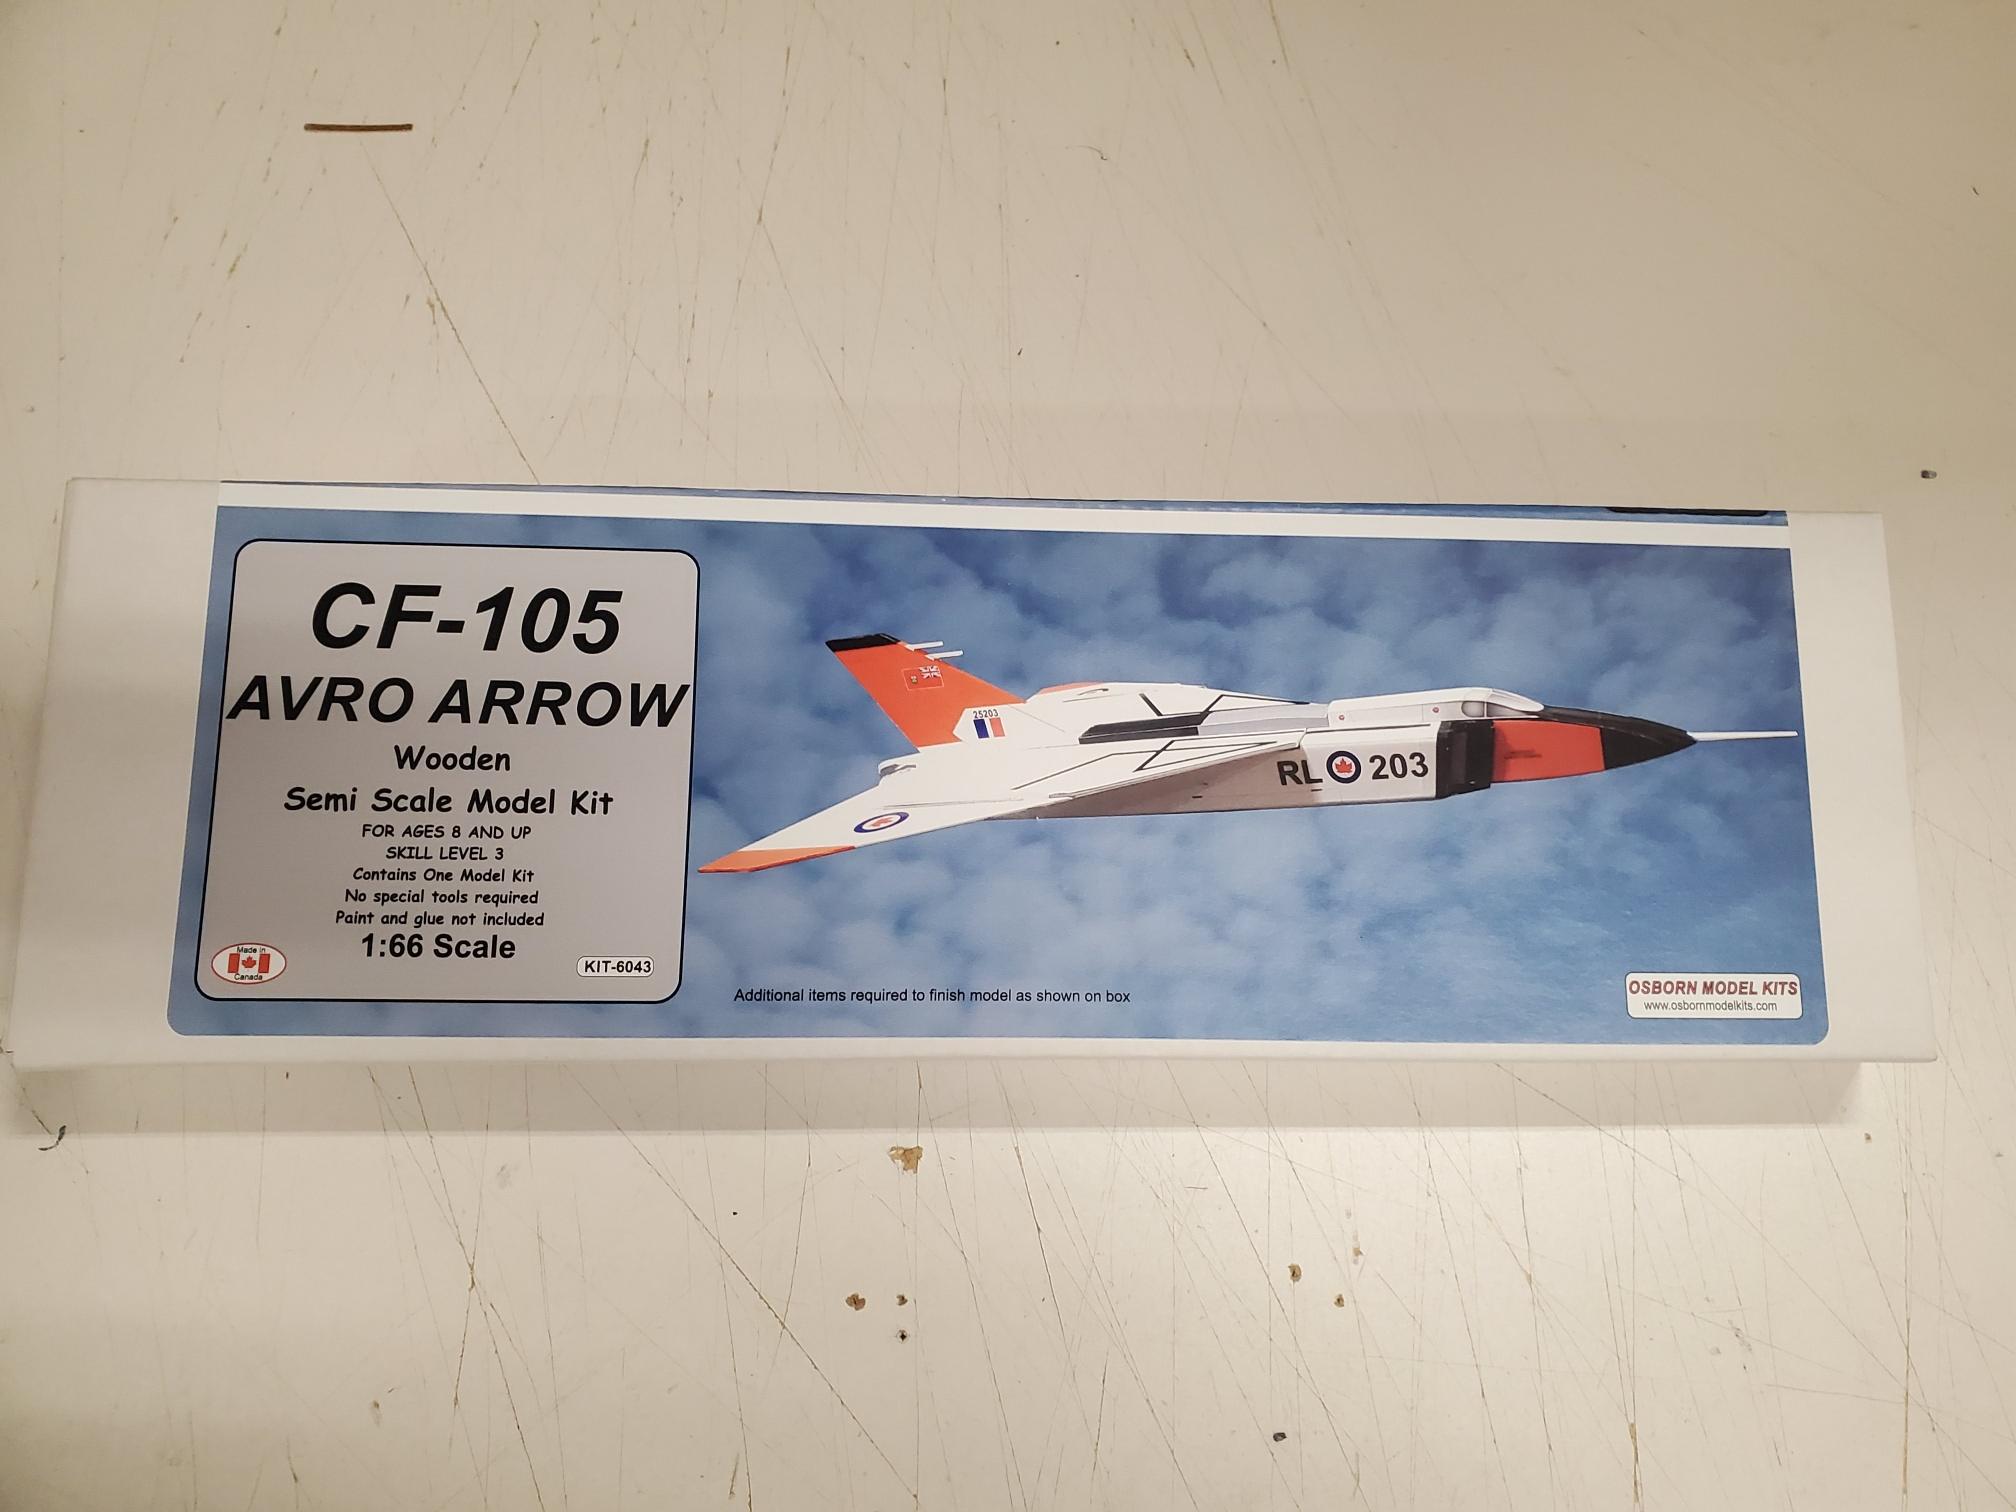 CF-105
AVRO ARROW
Wooden
Semi Scale Model Kit
FOR AGES 8 AND UP
SKILL LEVEL 3
Contains One Model Kit
No special tools required
Paint and glue not included
1:66 Scale
Made in
Canada
KIT-6043
25203
RL 203
Additional items required to finish model as shown on box
OSBORN MODEL KITS
www.osbornmodelkits.com